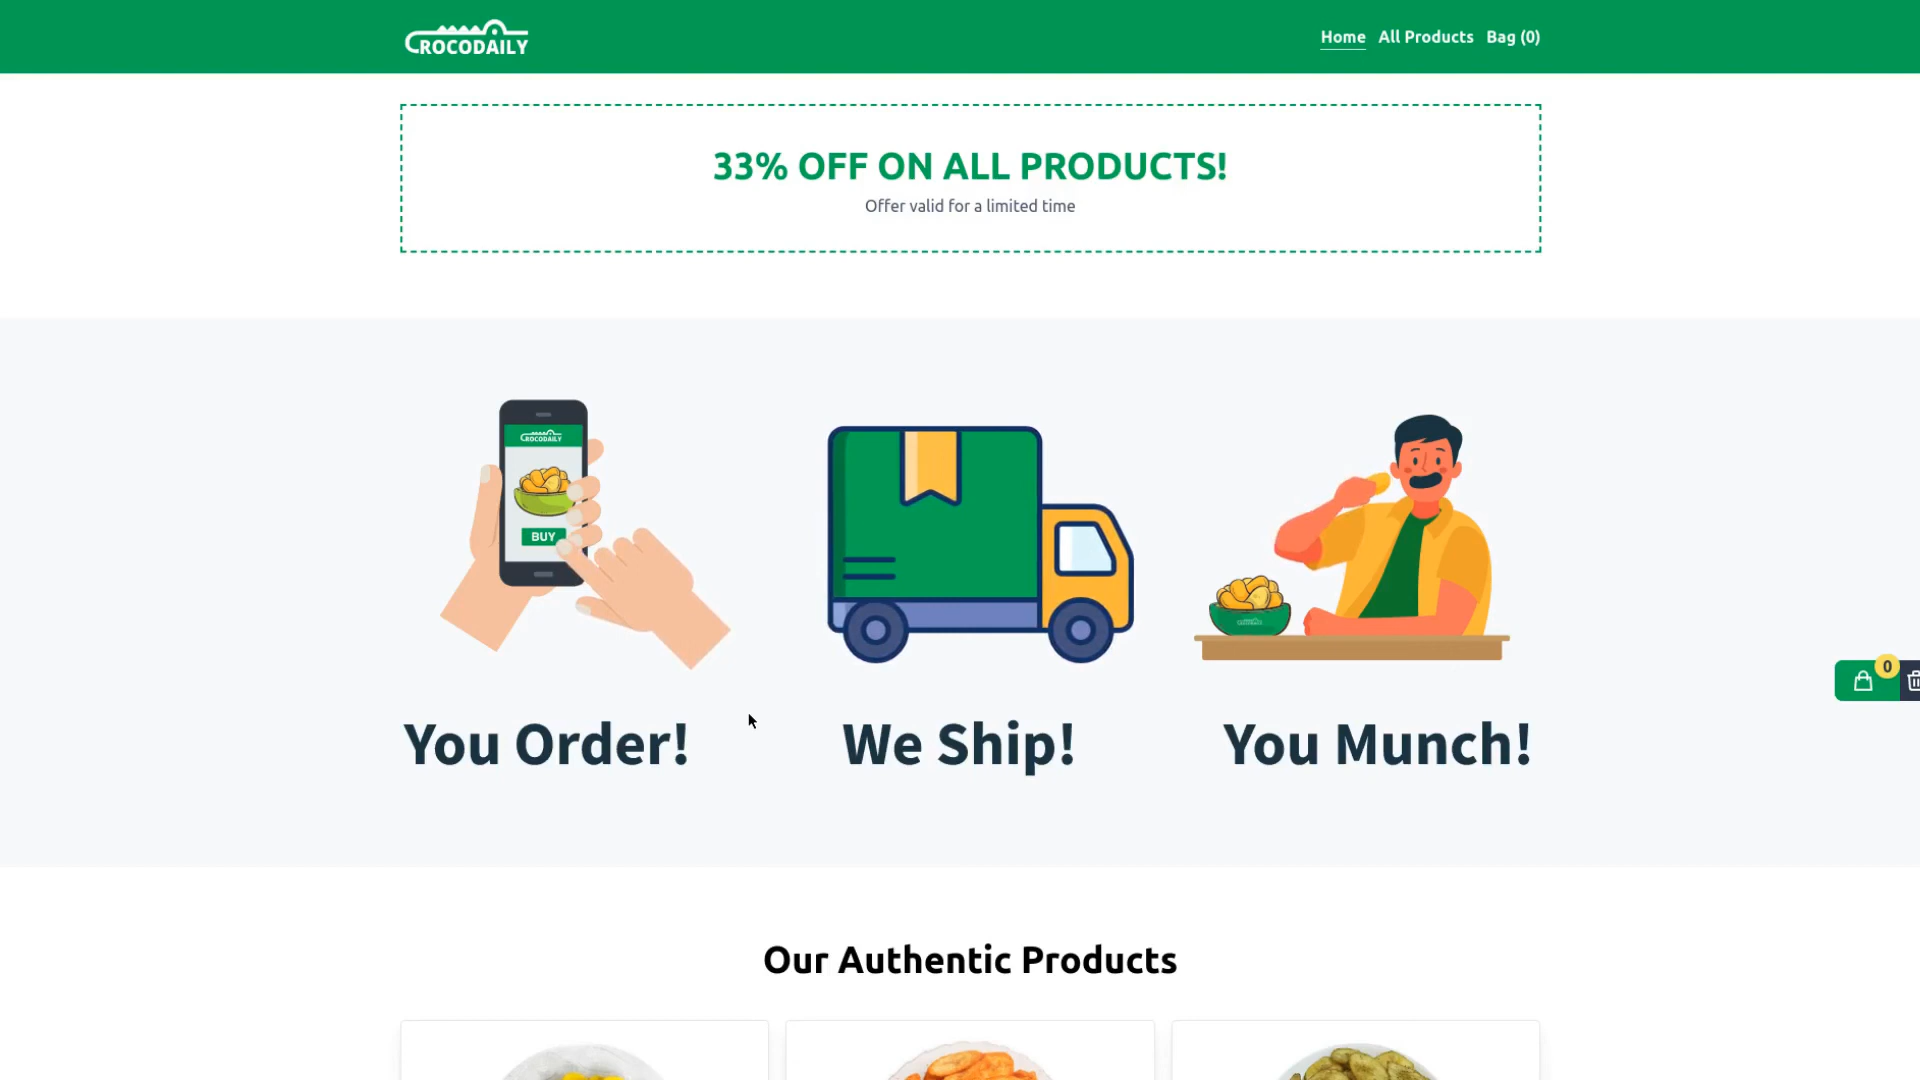 CROCODAILY
Home All Products Bag (0)
33% OFF ON ALL PRODUCTS!
Offer valid for a limited time
CROCODAILY
BUY
0
You Order! We Ship! You Munch!
Our Authentic Products